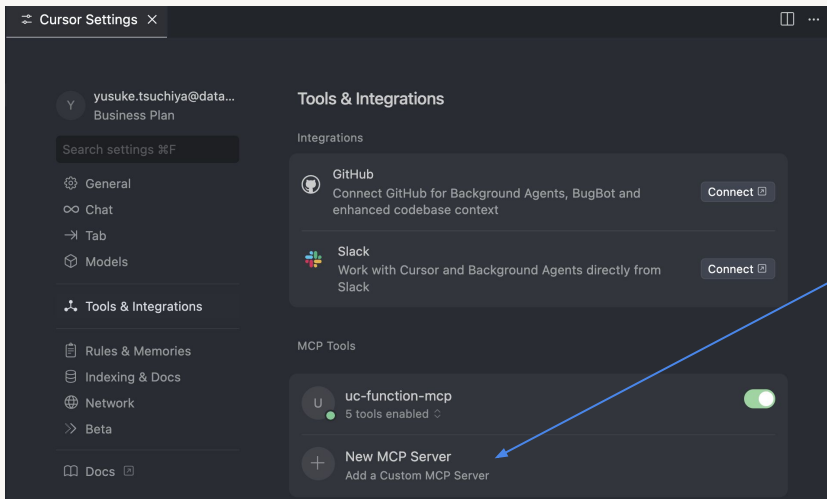 Cursor Settings
yusuke.tsuchiya@data...
Business Plan
Search settings ⌘F
General
Chat
Tab
Models
Tools & Integrations
Rules & Memories
Indexing & Docs
Network
Beta
Docs
Tools & Integrations
Integrations
GitHub
Connect GitHub for Background Agents, BugBot and
enhanced codebase context
Connect
Slack
Work with Cursor and Background Agents directly from
Slack
Connect
MCP Tools
U
uc-function-mcp
5 tools enabled
New MCP Server
Add a Custom MCP Server
Y